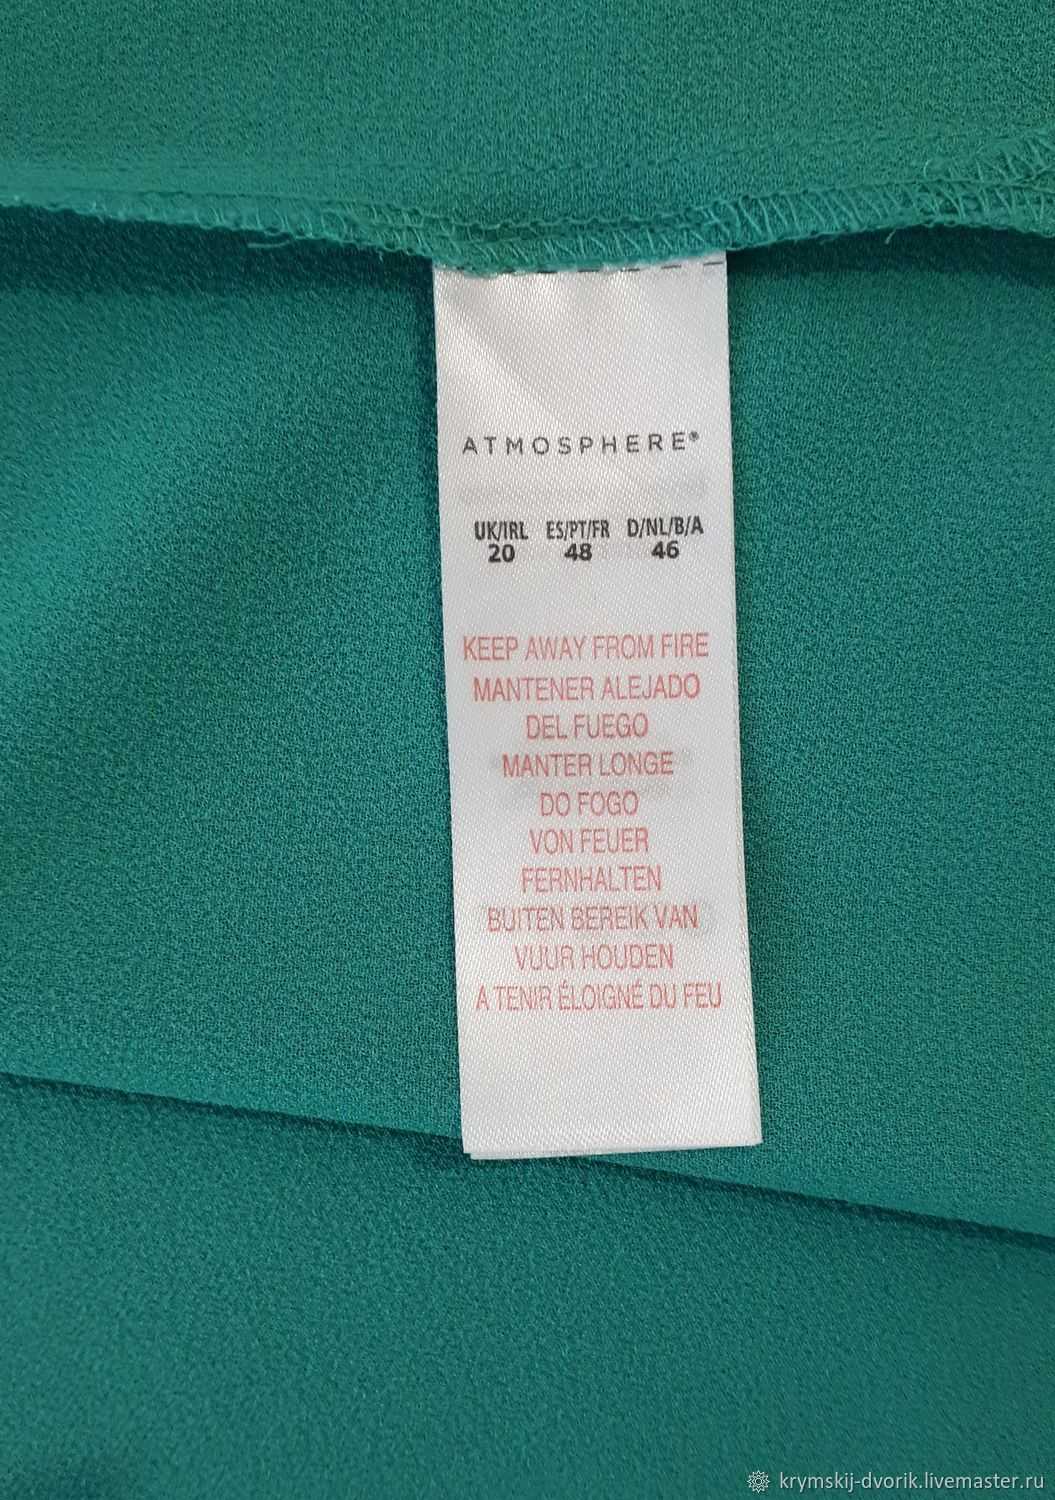 ATMOSPHERE®
UK/IRL ES/PT/FR D/NL/B/A
20 48 46
KEEP AWAY FROM FIRE
MANTENER ALEJADO
DEL FUEGO
MANTER LONGE
DO FOGO
VON FEUER
FERNHALTEN
BUITEN BEREIK VAN
VUUR HOUDEN
A TENIR ÉLOIGNÉ DU FEU
krymskij-dvorik.livemaster.ru